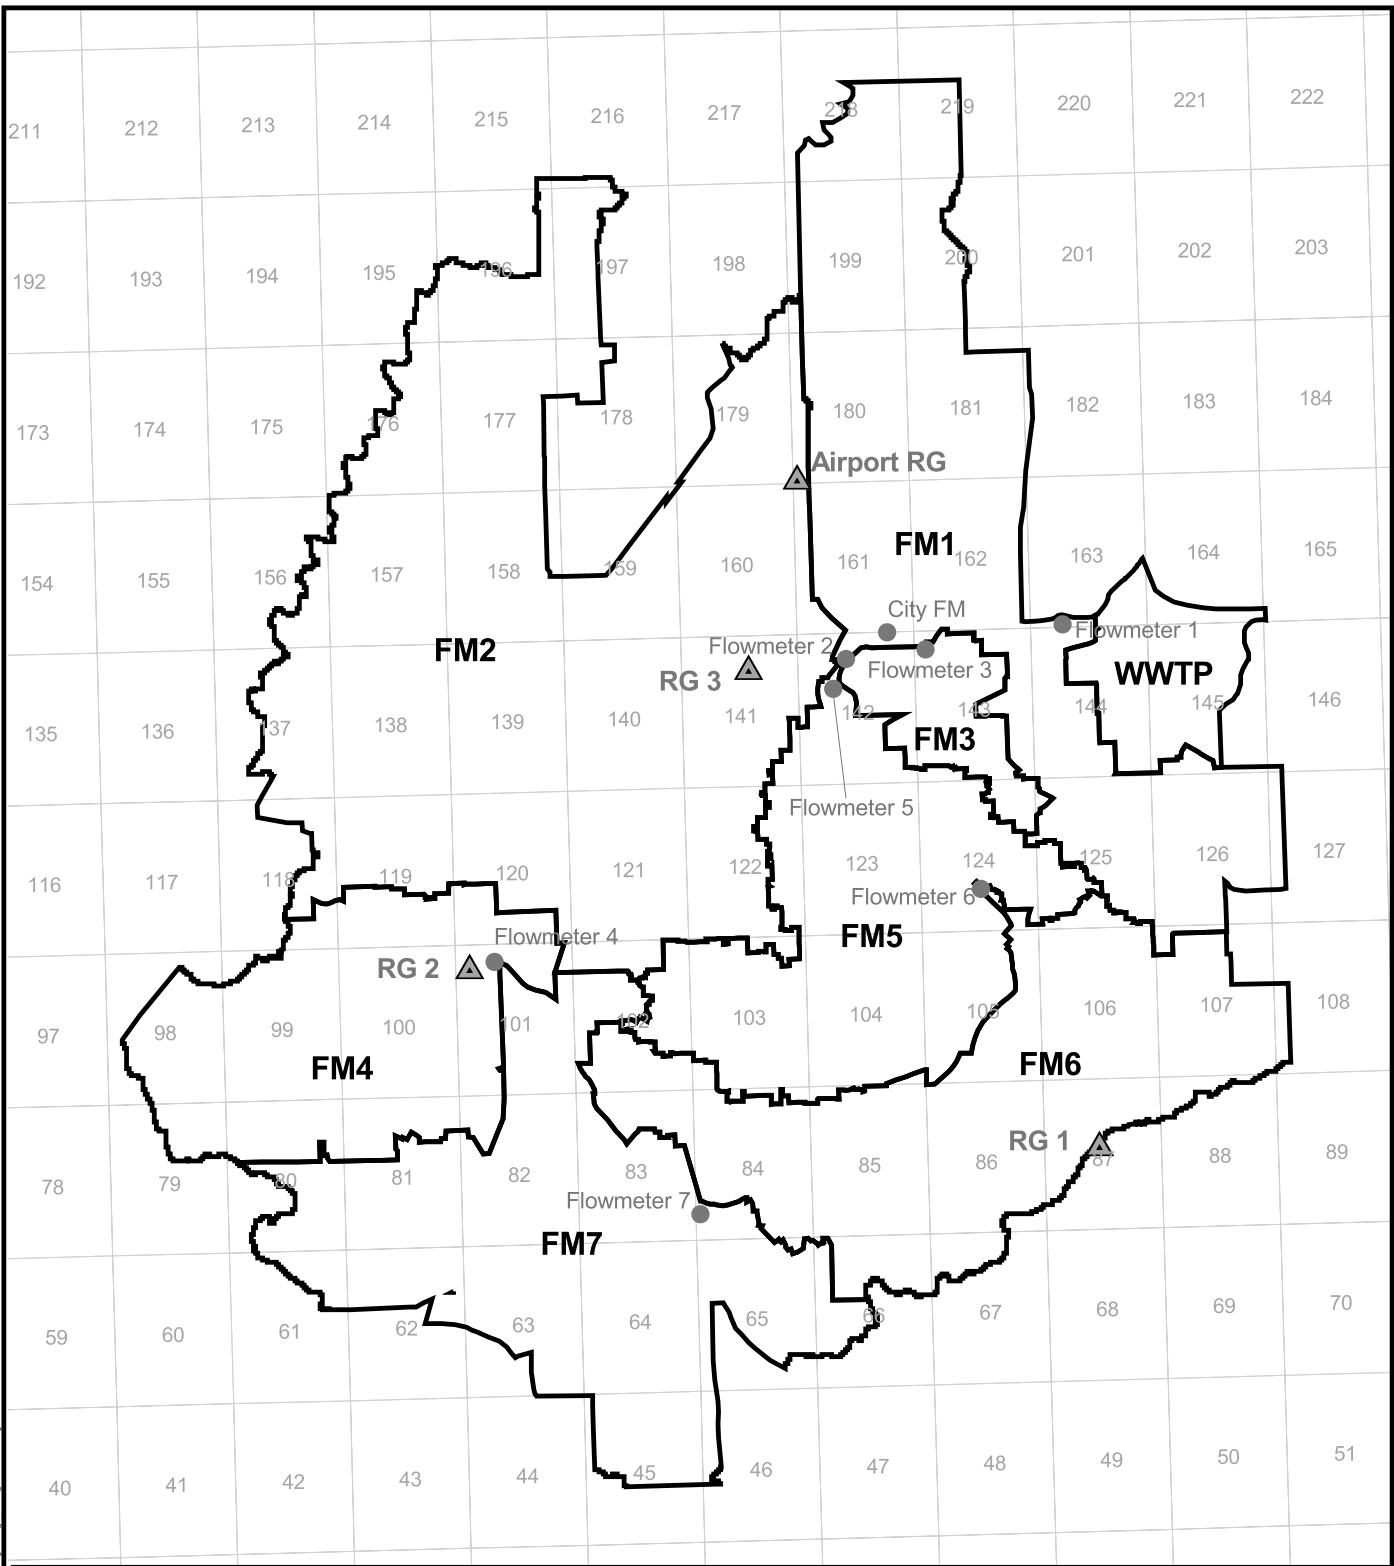 211 212 213 214 215 216 217 218 219 220 221 222
192 193 194 195 196 197 198 199 200 201 202 203
173 174 175 176 177 178 179 180 181 182 183 184
Airport RG
FM1
154 155 156 157 158 159 160 161 162 163 164 165
City FM
Flowmeter 1
FM2
Flowmeter 2
Flowmeter 3
RG 3
WWTP
135 136 137 138 139 140 141 142 143 144 145 146
FM3
Flowmeter 5
116 117 118 119 120 121 122 123 124 125 126 127
Flowmeter 6
Flowmeter 4
FM5
RG 2
97 98 99 100 101 102 103 104 105 106 107 108
FM4
FM6
RG 1
78 79 80 81 82 83 84 85 86 87 88 89
Flowmeter 7
FM7
59 60 61 62 63 64 65 66 67 68 69 70
40 41 42 43 44 45 46 47 48 49 50 51